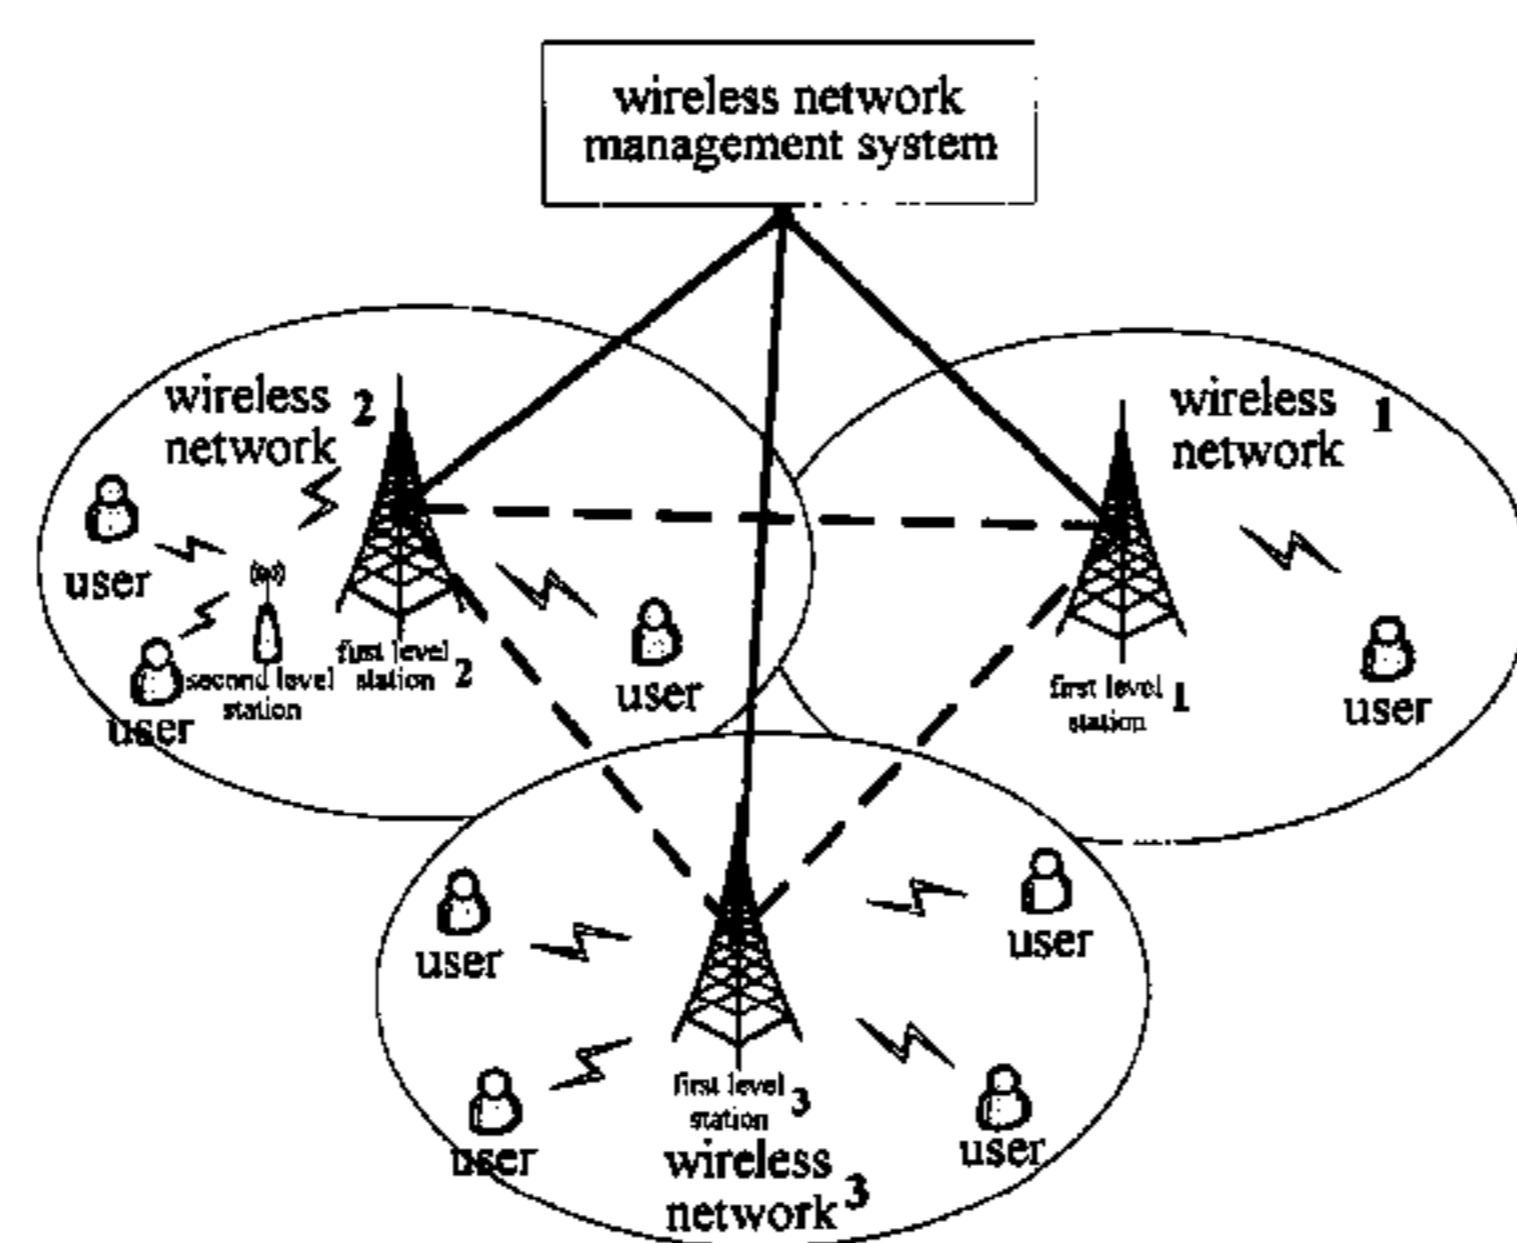 wireless network
management system
wireless 2
network
wireless 1
network
user
user
second level
station
first level
station 2
user
first level 1
station
user
user
user
first level 3
station
user
user
wireless
network 3